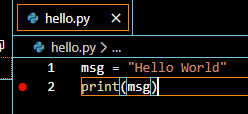 hello.py
hello.py > ...
1 msg = "Hello World"
2 print(msg)